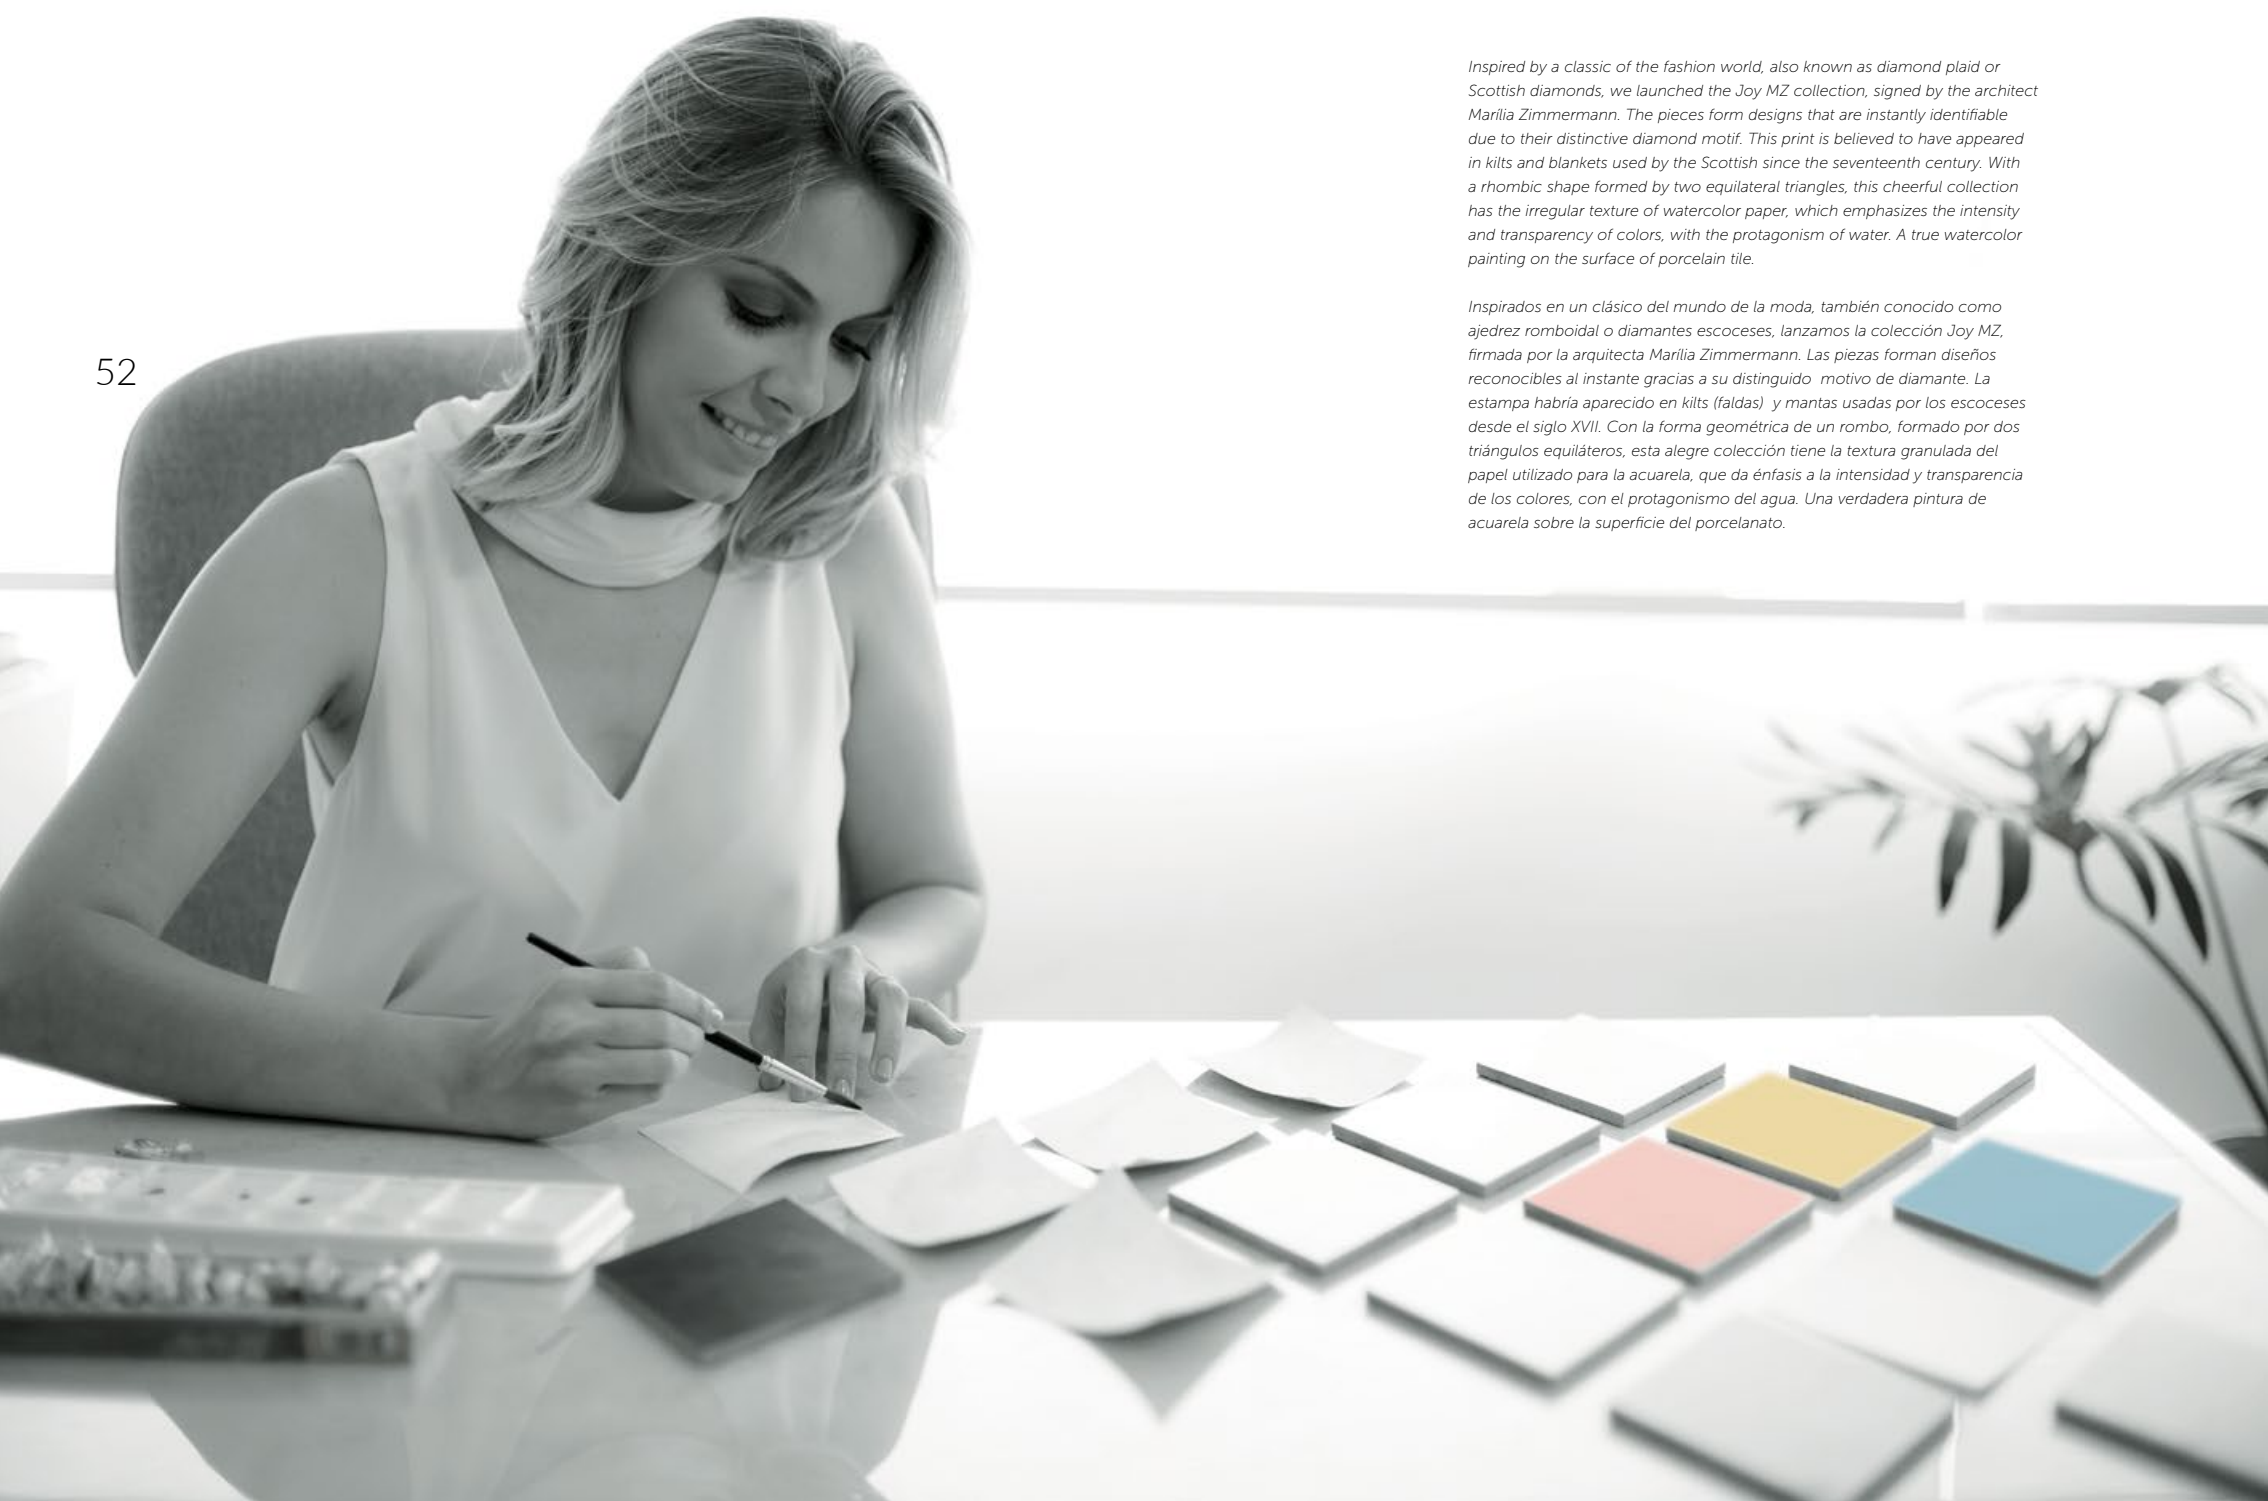 Inspired by a classic of the fashion world, also known as diamond plaid or
Scottish diamonds, we launched the Joy MZ collection, signed by the architect
Marília Zimmermann. The pieces form designs that are instantly identifiable
due to their distinctive diamond motif. This print is believed to have appeared
in kilts and blankets used by the Scottish since the seventeenth century. With
a rhombic shape formed by two equilateral triangles, this cheerful collection
has the irregular texture of watercolor paper, which emphasizes the intensity
and transparency of colors, with the protagonism of water. A true watercolor
painting on the surface of porcelain tile.
Inspirados en un clásico del mundo de la moda, también conocido como
ajedrez romboidal o diamantes escoceses, lanzamos la colección Joy MZ,
firmada por la arquitecta Marília Zimmermann. Las piezas forman diseños
reconocibles al instante gracias a su distinguido  motivo de diamante. La
estampa habría aparecido en kilts (faldas)  y mantas usadas por los escoceses
desde el siglo XVII. Con la forma geométrica de un rombo, formado por dos
triángulos equiláteros, esta alegre colección tiene la textura granulada del
papel utilizado para la acuarela, que da énfasis a la intensidad y transparencia
de los colores, con el protagonismo del agua. Una verdadera pintura de
acuarela sobre la superficie del porcelanato.
52